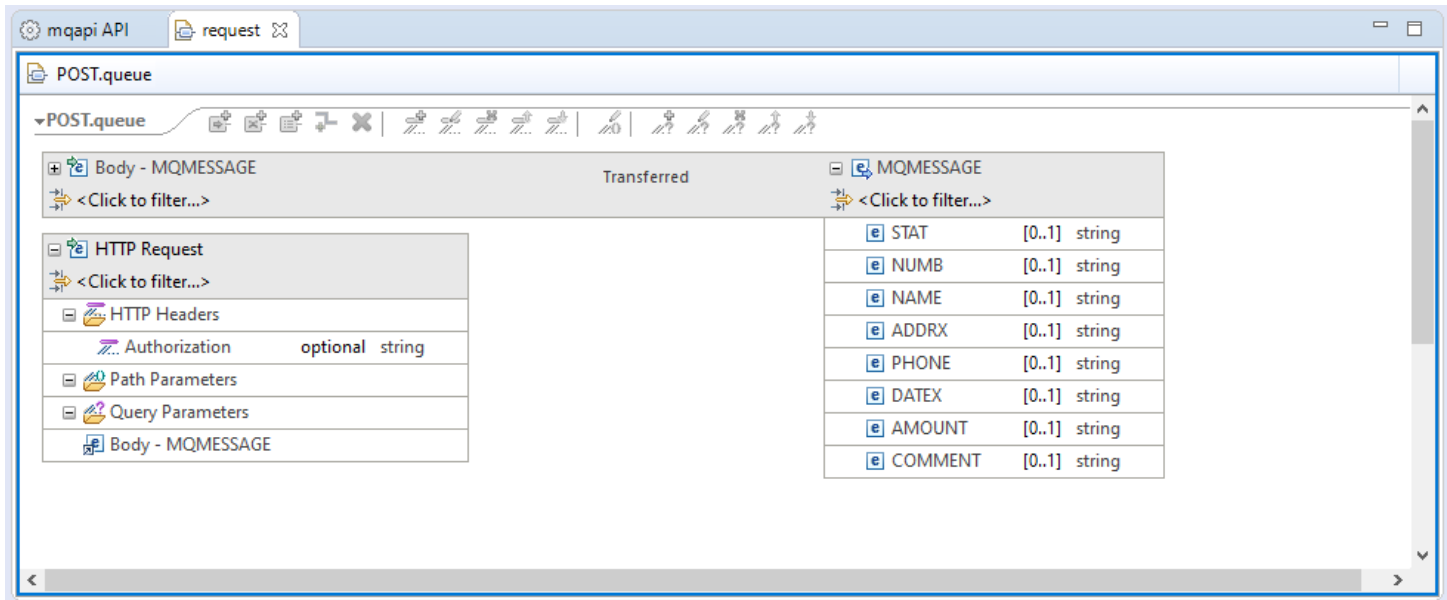 mqapi API request
POST.queue
POST.queue
Body - MQMESSAGE Transferred MQMESSAGE
<Click to filter...> <Click to filter...>
STAT [0..1] string
HTTP Request NUMB [0..1] string
<Click to filter...> NAME [0..1] string
HTTP Headers ADDRX [0..1] string
Authorization optional string PHONE [0..1] string
Path Parameters DATEX [0..1] string
Query Parameters AMOUNT [0..1] string
Body - MQMESSAGE COMMENT [0..1] string